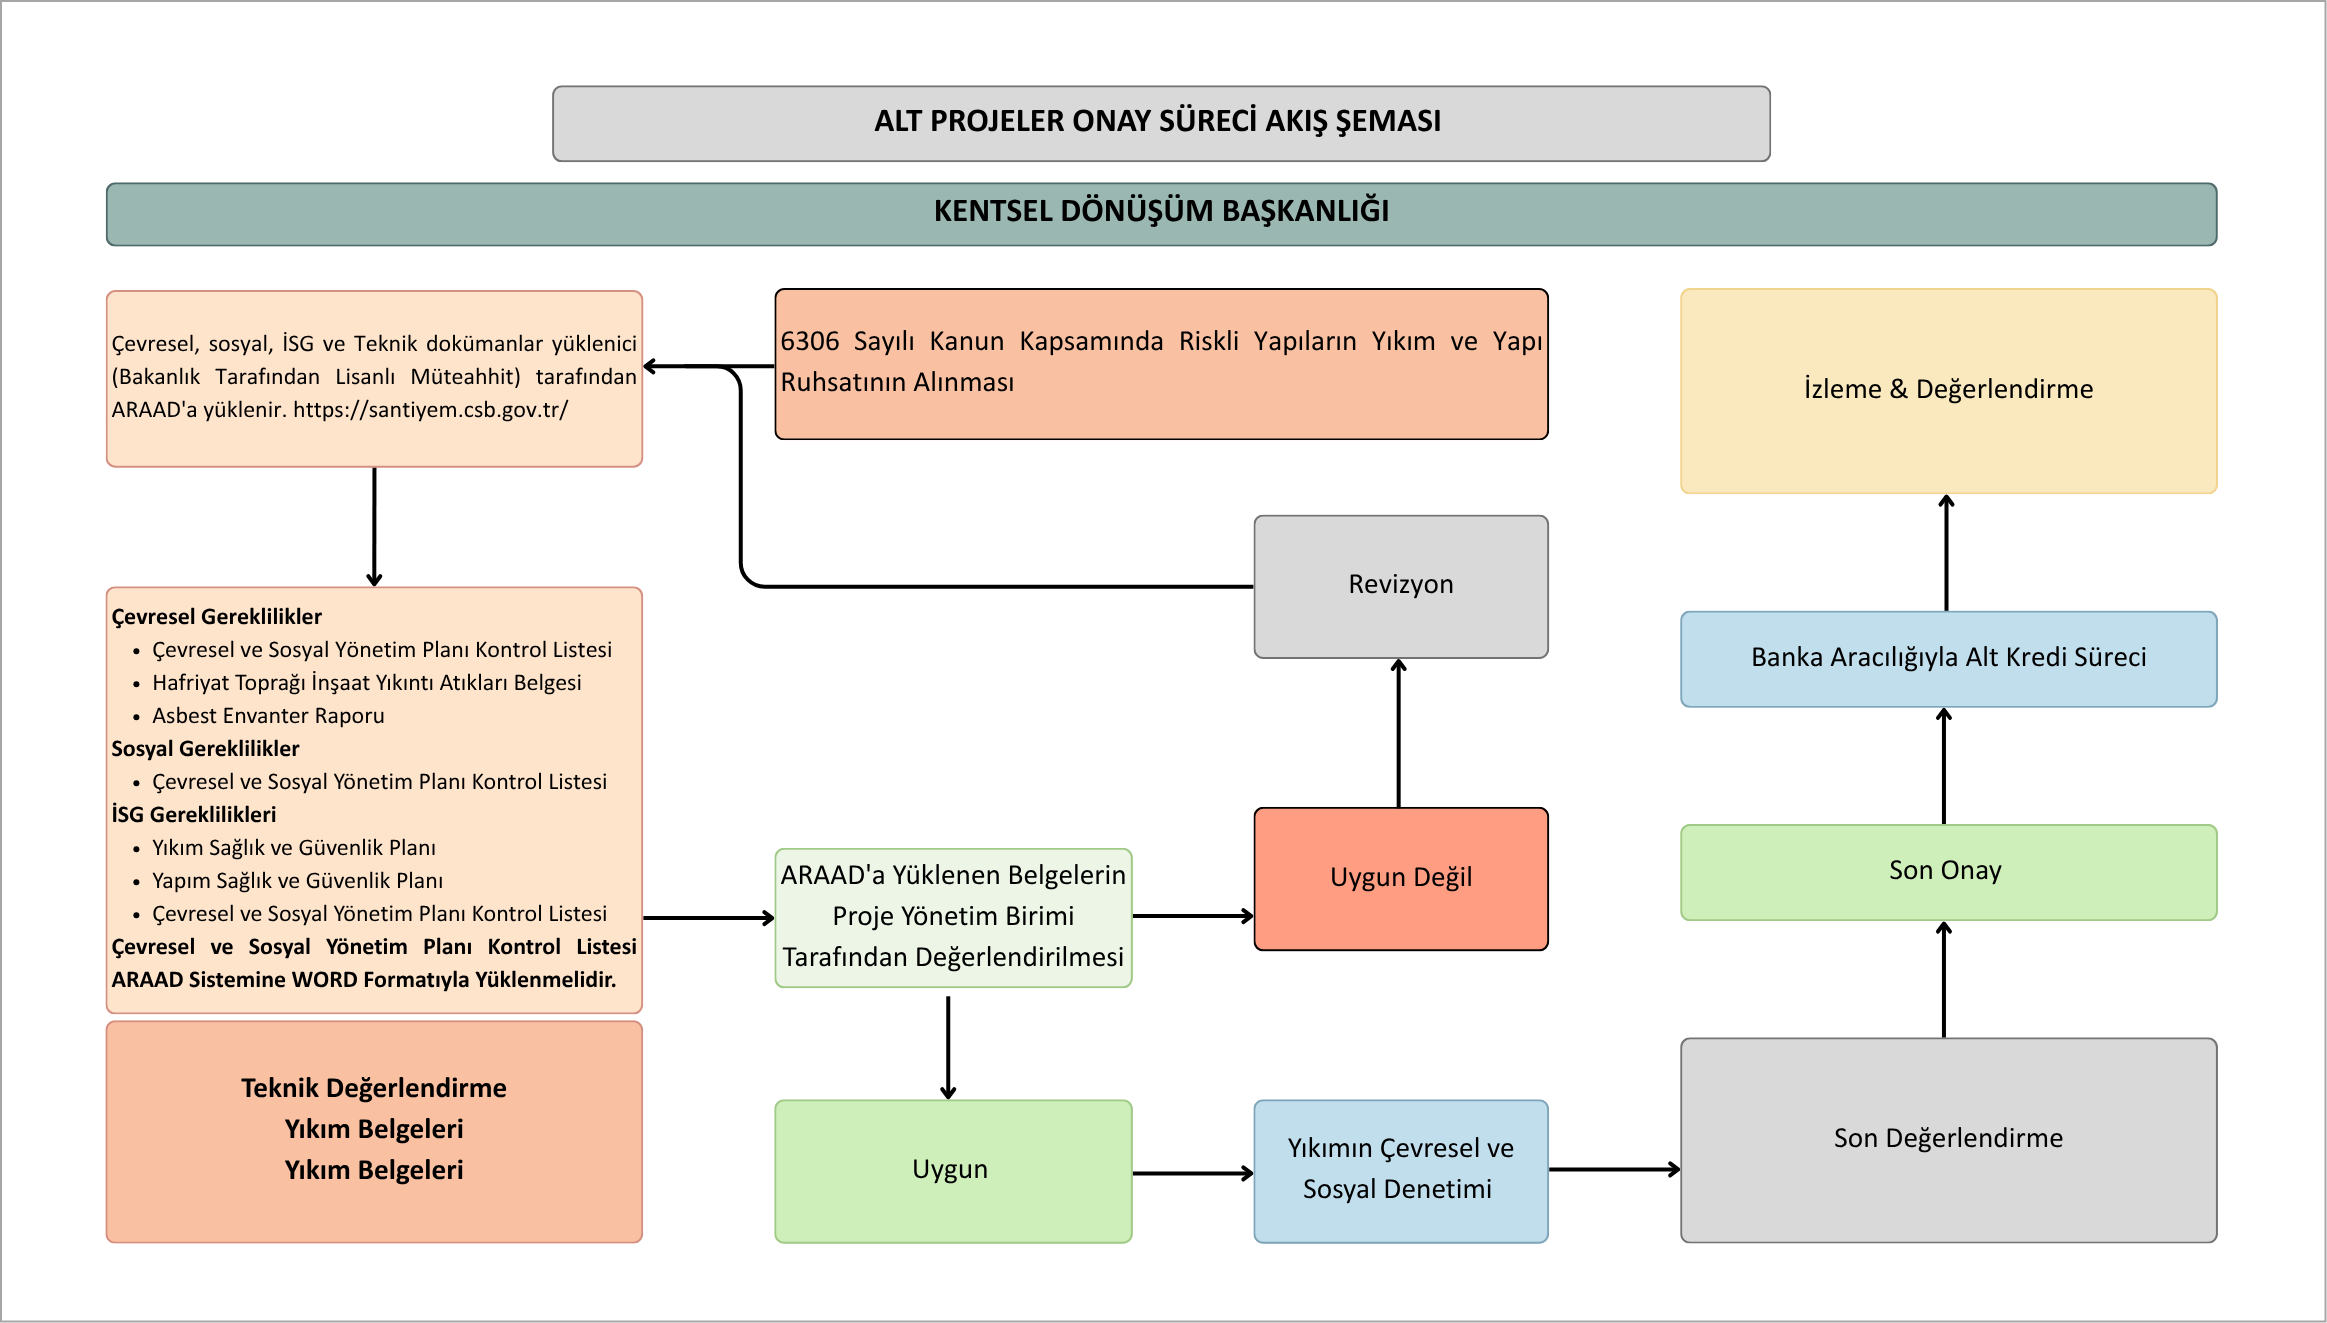 ALT PROJELER ONAY SÜRECİ AKIŞ ŞEMASI
KENTSEL DÖNÜŞÜM BAŞKANLIĞI
Çevresel, sosyal, İSG ve Teknik dokümanlar yüklenici
(Bakanlık Tarafından Lisanlı Müteahhit) tarafından
ARAAD'a yüklenir. https://santiyem.csb.gov.tr/
6306 Sayılı Kanun Kapsamında Riskli Yapıların Yıkım ve Yapı
Ruhsatının Alınması
İzleme & Değerlendirme
Revizyon
Banka Aracılığıyla Alt Kredi Süreci
Çevresel Gereklilikler
• Çevresel ve Sosyal Yönetim Planı Kontrol Listesi
• Hafriyat Toprağı İnşaat Yıkıntı Atıkları Belgesi
• Asbest Envanter Raporu
Sosyal Gereklilikler
• Çevresel ve Sosyal Yönetim Planı Kontrol Listesi
İSG Gereklilikleri
• Yıkım Sağlık ve Güvenlik Planı
• Yapım Sağlık ve Güvenlik Planı
• Çevresel ve Sosyal Yönetim Planı Kontrol Listesi
Çevresel ve Sosyal Yönetim Planı Kontrol Listesi
ARAAD Sistemine WORD Formatıyla Yüklenmelidir.
ARAAD'a Yüklenen Belgelerin
Proje Yönetim Birimi
Tarafından Değerlendirilmesi
Uygun Değil
Son Onay
Teknik Değerlendirme
Yıkım Belgeleri
Yıkım Belgeleri
Uygun
Yıkımın Çevresel ve
Sosyal Denetimi
Son Değerlendirme